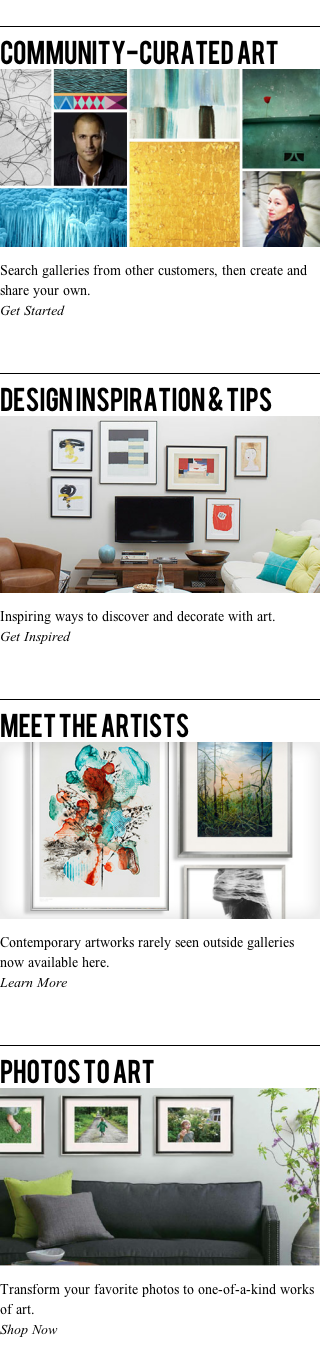 COMMUNITY-CURATED ART
Search galleries from other customers, then create and
share your own.
Get Started
DESIGN INSPIRATION & TIPS
Inspiring ways to discover and decorate with art.
Get Inspired
MEET THE ARTISTS
Contemporary artworks rarely seen outside galleries
now available here.
Learn More
PHOTOS TO ART
Transform your favorite photos to one-of-a-kind works
of art.
Shop Now